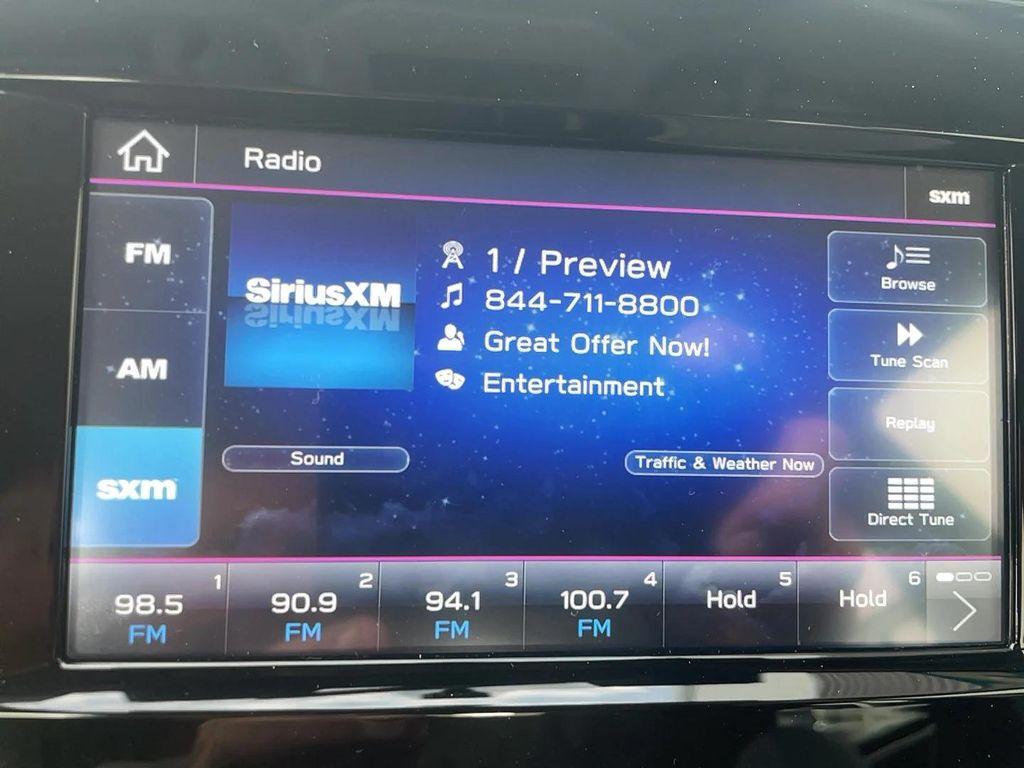 Radio
sxm
FM
AM
sxm
SiriusXM
1 / Preview
844-711-8800
Great Offer Now!
Entertainment
Sound
Traffic & Weather Now
Browse
Tune Scan
Replay
Direct Tune
1
98.5
FM
2
90.9
FM
3
94.1
FM
4
100.7
FM
5
Hold
6
Hold